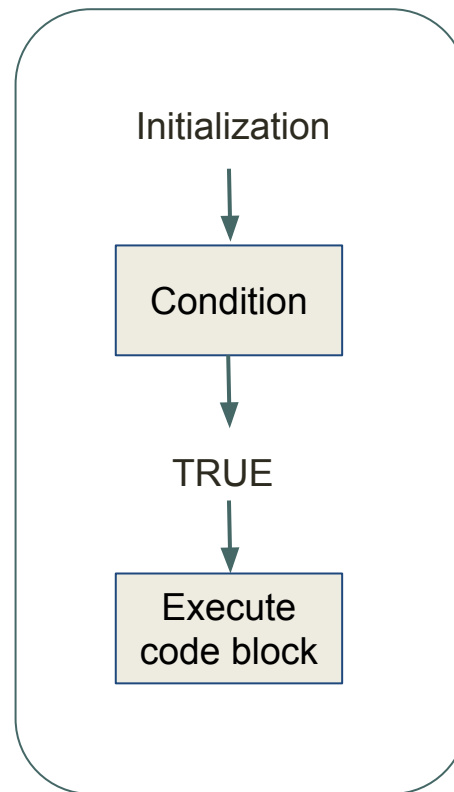 Initialization
Condition
TRUE
Execute
code block